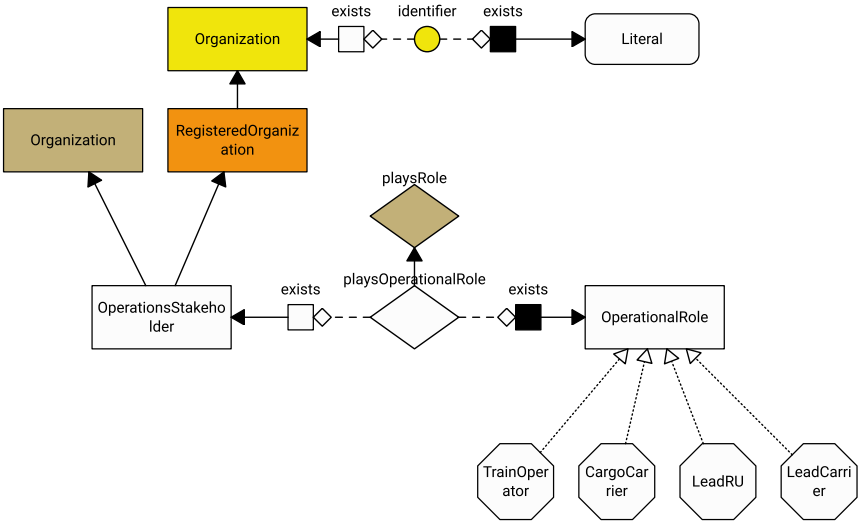 exists
identifier
exists
Organization
Literal
Organization
RegisteredOrganiz
ation
playsRole
exists
playsOperationalRole
exists
OperationsStakeho
lder
OperationalRole
TrainOper
ator
CargoCar
rier
LeadRU
LeadCarri
er